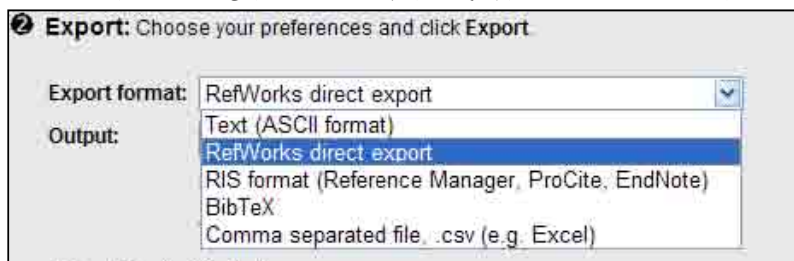 ❷ Export: Choose your preferences and click Export
Export format: RefWorks direct export
Output:
Text (ASCII format)
RefWorks direct export
RIS format (Reference Manager, ProCite, EndNote)
BibTeX
Comma separated file, .csv (e.g. Excel)